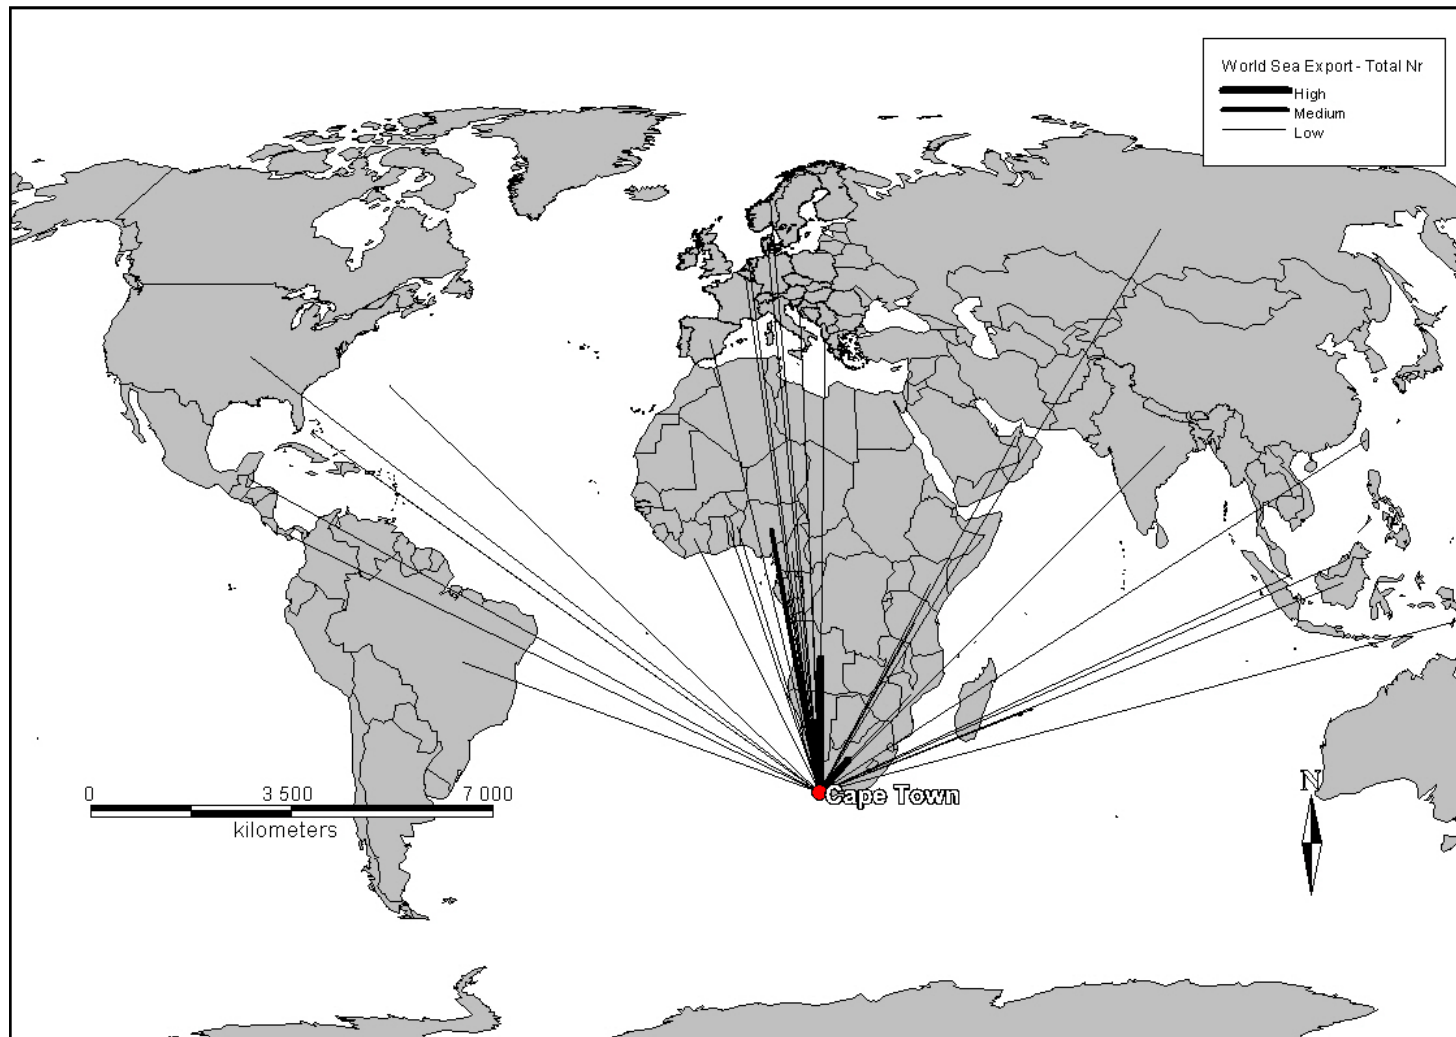 World Sea Export - Total Nr
High
Medium
Low
0 3 500 7 000
kilometers
Cape Town
N